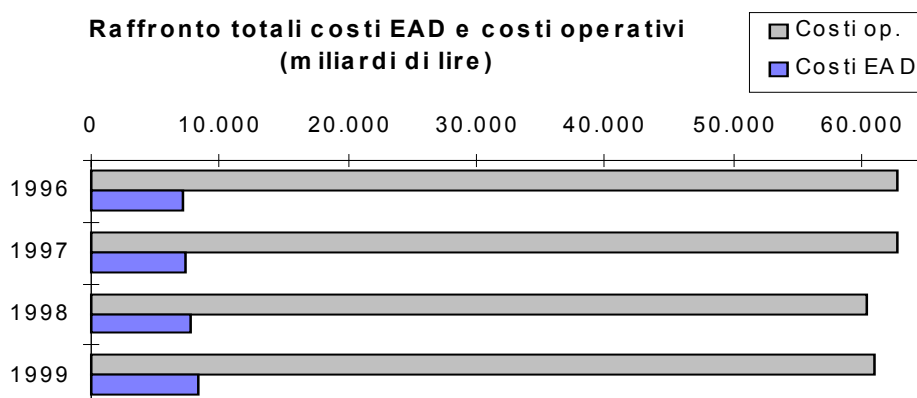 Raffronto totali costi EAD e costi operativi
(miliardi di lire)
Costi op.
Costi EAD
0 10.000 20.000 30.000 40.000 50.000 60.000
1996
1997
1998
1999